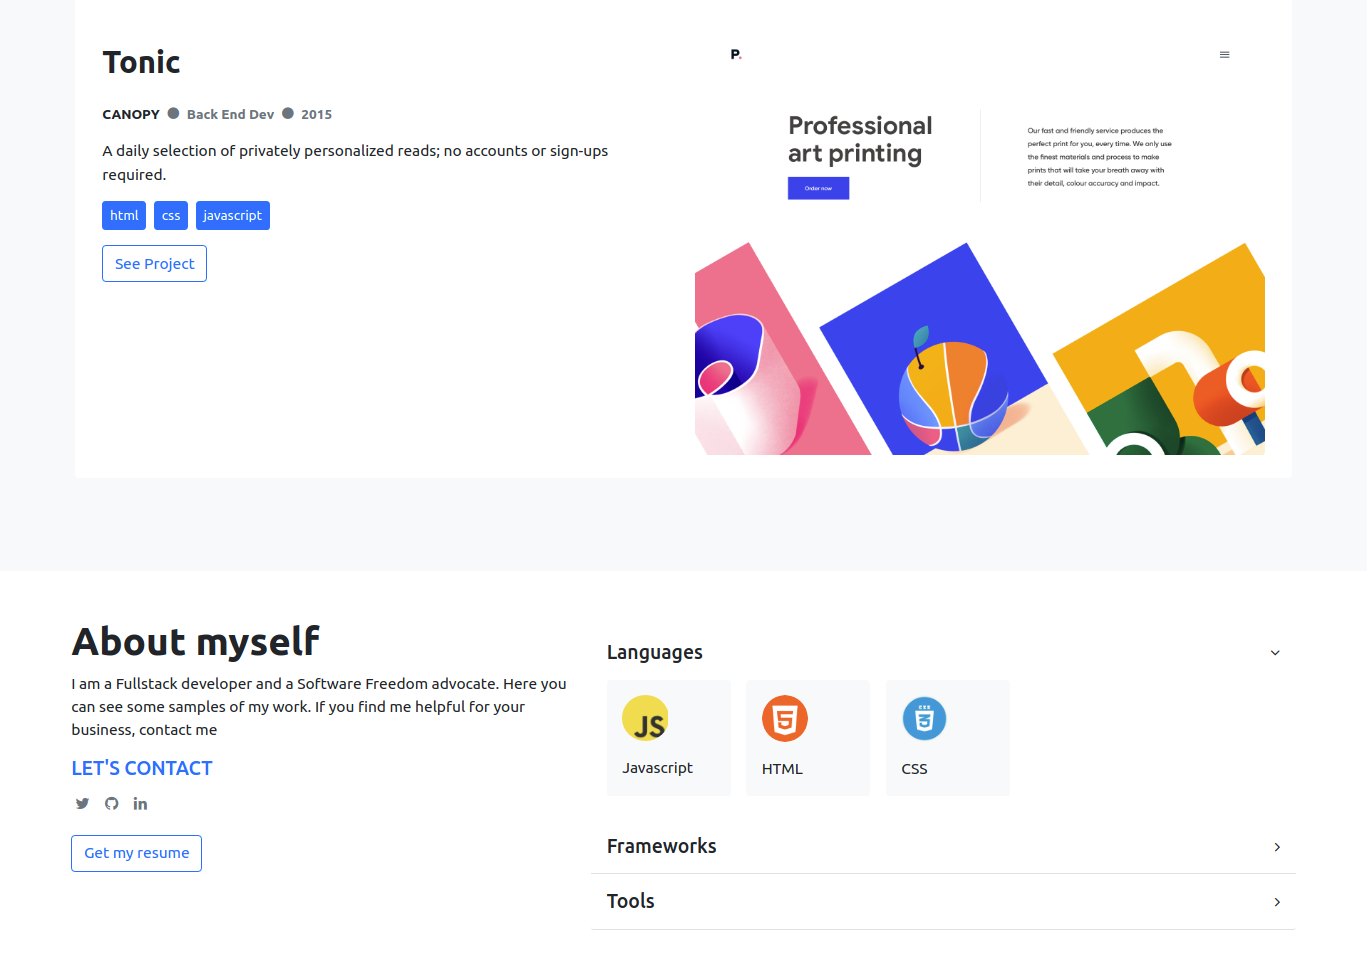 Tonic
CANOPY
Back End Dev
2015
A daily selection of privately personalized reads; no accounts or sign-ups
required.
html
css
javascript
See Project
P.
Professional
art printing
Order now
Our fast and friendly service produces the
perfect print for you, every time. We only use
the finest materials and process to make
prints that will take your breath away with
their detail, colour accuracy and impact.
About myself
I am a Fullstack developer and a Software Freedom advocate. Here you
can see some samples of my work. If you find me helpful for your
business, contact me
LET'S CONTACT
Get my resume
Languages
JS
Javascript
5
HTML
CSS
3
CSS
Frameworks
Tools